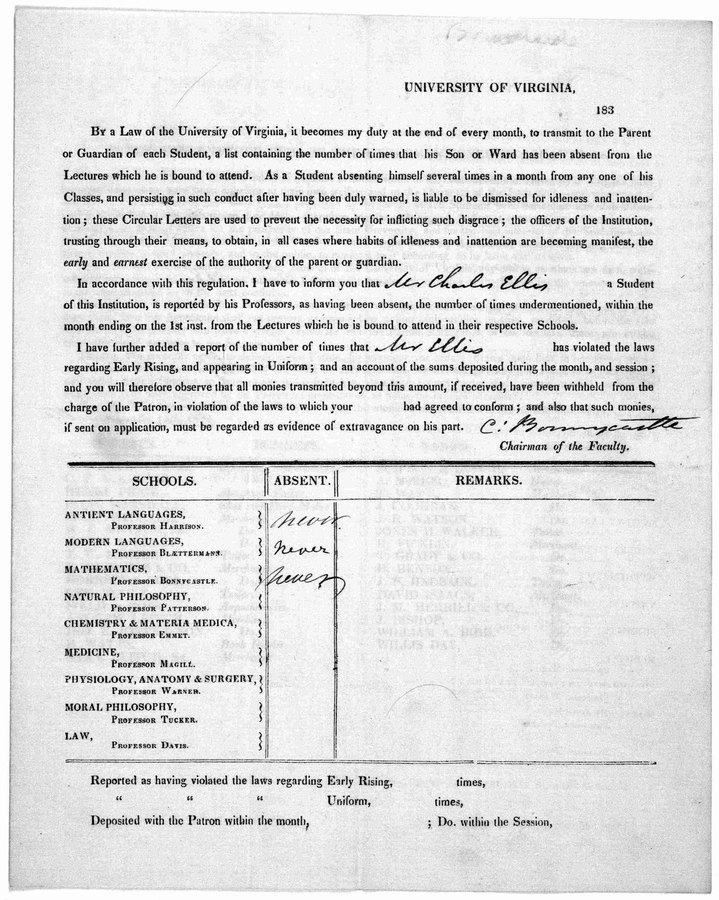 UNIVERSITY OF VIRGINIA,
183
By a Law of the University of Virginia, it becomes my duty at the end of every month, to transmit to the Parent
or Guardian of each Student, a list containing the number of times that his Son or Ward has been absent from the
Lectures which he is bound to attend. As a Student absenting himself several times in a month from any one of his
Classes, and persisting in such conduct after having been duly warned, is liable to be dismissed for idleness and inatten-
tion ; these Circular Letters are used to prevent the necessity for inflicting such disgrace ; the officers of the Institution,
trusting through their means, to obtain, in all cases where habits of idleness and inattention are becoming manifest, the
early and earnest exercise of the authority of the parent or guardian.
In accordance with this regulation. I have to inform you that Mr Charles Ellis a Student
of this Institution, is reported by his Professors, as having been absent, the number of times undermentioned, within the
month ending on the 1st inst. from the Lectures which he is bound to attend in their respective Schools.
I have further added a report of the number of times that Mr Ellis has violated the laws
regarding Early Rising, and appearing in Uniform ; and an account of the sums deposited during the month, and session ;
and you will therefore observe that all monies transmitted beyond this amount, if received, have been withheld from the
charge of the Patron, in violation of the laws to which your had agreed to conform ; and also that such monies,
if sent on application, must be regarded as evidence of extravagance on his part. C: Bonnycastle
Chairman of the Faculty.
SCHOOLS. ABSENT. REMARKS.
ANTIENT LANGUAGES,
Professor Harrison. never
MODERN LANGUAGES,
Professor Blættermann. never
MATHEMATICS,
Professor Bonnycastle. never
NATURAL PHILOSOPHY,
Professor Patterson.
CHEMISTRY & MATERIA MEDICA,
Professor Emmet.
MEDICINE,
Professor Magill.
PHYSIOLOGY, ANATOMY & SURGERY,
Professor Warner.
MORAL PHILOSOPHY,
Professor Tucker.
LAW,
Professor Davis.
Reported as having violated the laws regarding Early Rising, times,
“ “ “ Uniform, times,
Deposited with the Patron within the month, ; Do. within the Session,